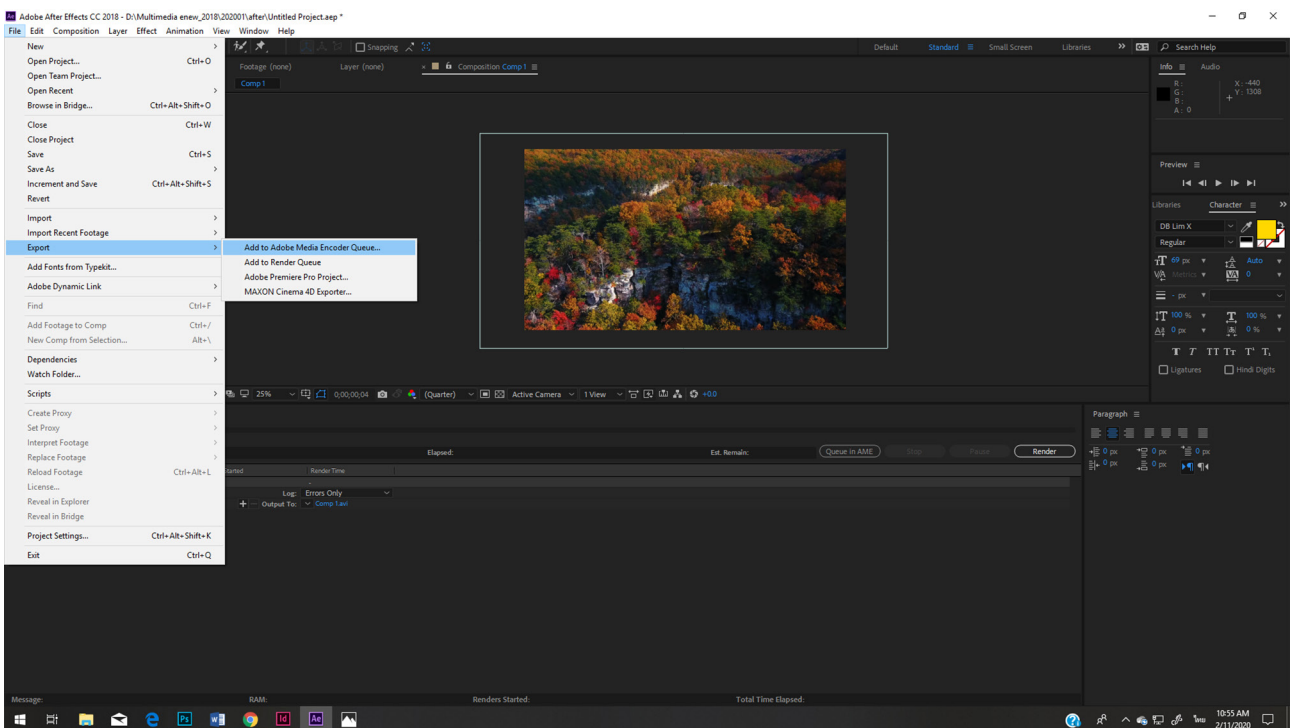 Adobe After Effects CC 2018 - D:\Multimedia enew_2018\202001\after\Untitled Project.aep *
File Edit Composition Layer Effect Animation View Window Help
Snapping
Default Standard Small Screen Libraries
Search Help
New
Open Project... Ctrl+O
Open Team Project...
Open Recent
Browse in Bridge... Ctrl+Alt+Shift+O
Close Ctrl+W
Close Project
Save Ctrl+S
Save As
Increment and Save Ctrl+Alt+Shift+S
Revert
Import
Import Recent Footage
Export
Add Fonts from Typekit...
Adobe Dynamic Link
Find Ctrl+F
Add Footage to Comp Ctrl+/
New Comp from Selection... Alt+\
Dependencies
Watch Folder...
Scripts
Create Proxy
Set Proxy
Interpret Footage
Replace Footage
Reload Footage Ctrl+Alt+L
License...
Reveal in Explorer
Reveal in Bridge
Project Settings... Ctrl+Alt+Shift+K
Exit Ctrl+Q
Add to Adobe Media Encoder Queue...
Add to Render Queue
Adobe Premiere Pro Project...
MAXON Cinema 4D Exporter...
Footage (none) Layer (none) × Composition Comp 1
Comp 1
25% 0;00;00;04 (Quarter) Active Camera 1 View +0.0
Info Audio
R : X : -440
G : Y : 1308
B :
A : 0
Preview
Libraries Character
DB Lim X
Regular
69 px Auto
Metrics 0
- px
100 % 100 %
0 px 0 %
T T TT Tr T' T,
Ligatures Hindi Digits
Paragraph
0 px 0 px 0 px
0 px 0 px
Elapsed: Est. Remain: Queue in AME Stop Pause Render
Started Render Time
-
Log: Errors Only
Output To: Comp 1.avi
Message: RAM: Renders Started: Total Time Elapsed:
Ps Id Ae
10:55 AM
2/11/2020